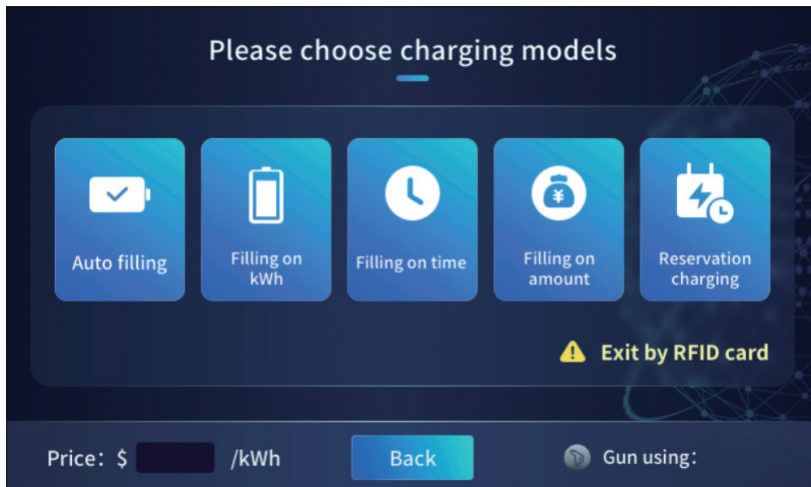 Please choose charging models
Auto filling
Filling on
kWh
Filling on time
¥
Filling on
amount
Reservation
charging
Exit by RFID card
Price: $ /kWh
Back
Gun using: